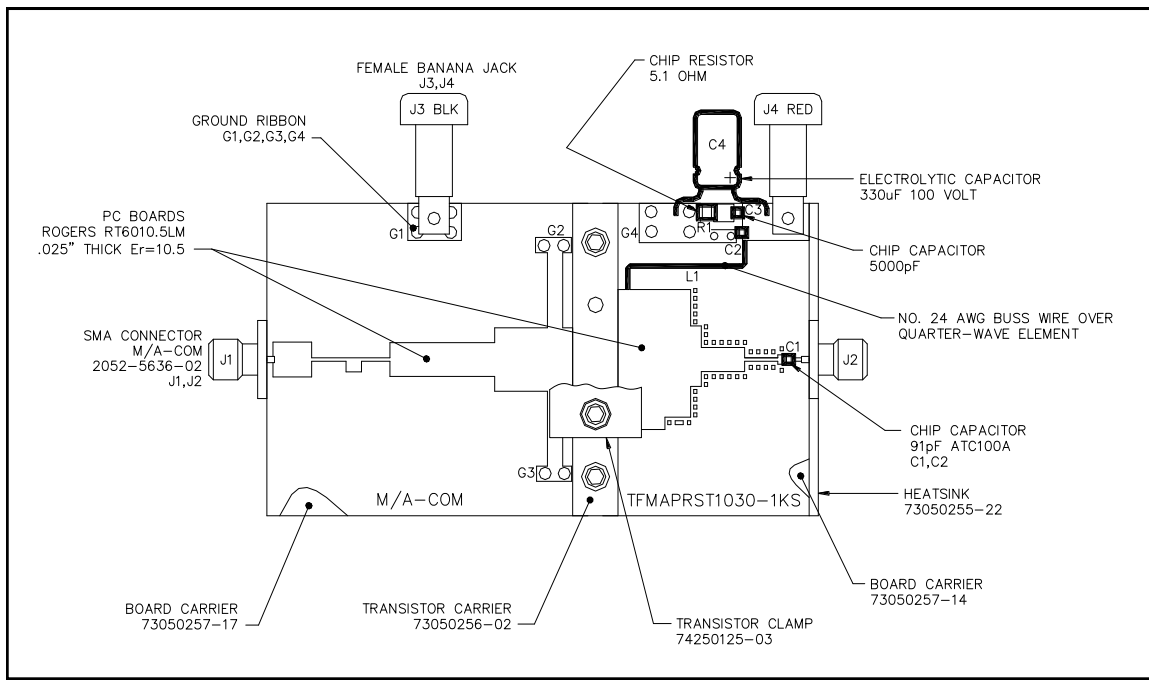 CHIP RESISTOR
5.1 OHM
FEMALE BANANA JACK
J3,J4
J3 BLK
J4 RED
GROUND RIBBON
G1,G2,G3,G4
C4
ELECTROLYTIC CAPACITOR
330uF 100 VOLT
PC BOARDS
ROGERS RT6010.5LM
.025" THICK Er=10.5
G1
G2
G4
R1
C3
C2
CHIP CAPACITOR
5000pF
L1
NO. 24 AWG BUSS WIRE OVER
QUARTER-WAVE ELEMENT
SMA CONNECTOR
M/A-COM
2052-5636-02
J1,J2
J1
C1
J2
CHIP CAPACITOR
91pF ATC100A
C1,C2
G3
M/A-COM
TFMAPRST1030-1KS
HEATSINK
73050255-22
BOARD CARRIER
73050257-14
BOARD CARRIER
73050257-17
TRANSISTOR CARRIER
73050256-02
TRANSISTOR CLAMP
74250125-03